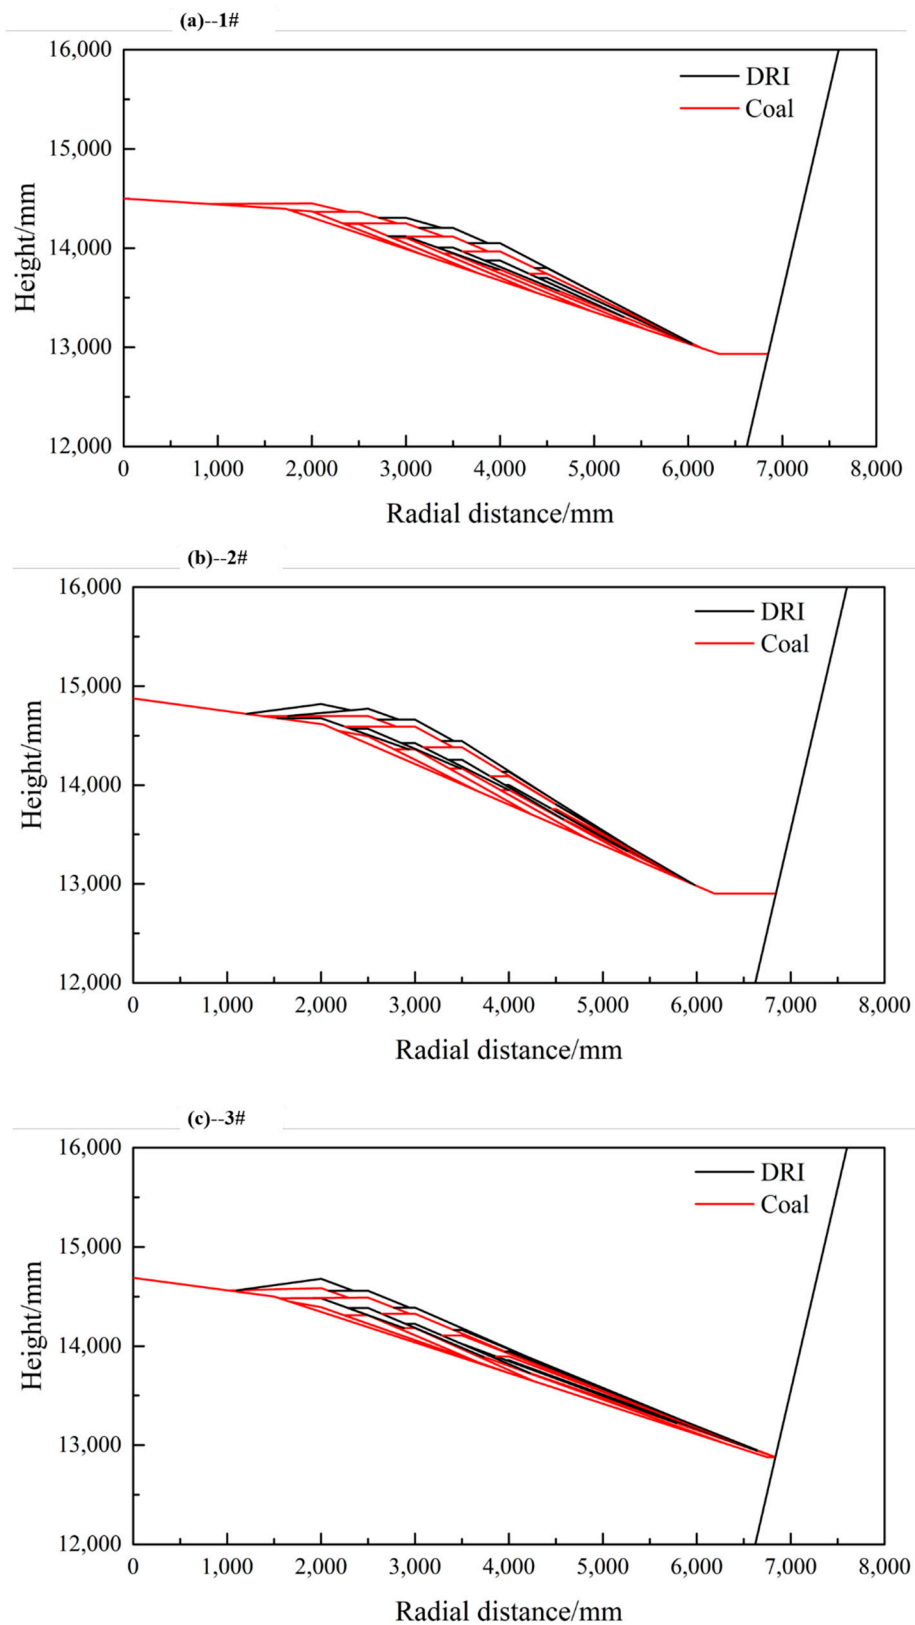 (a)--1#
16,000
DRI
Coal
15,000
14,000
13,000
12,000
Height/mm
0 1,000 2,000 3,000 4,000 5,000 6,000 7,000 8,000
Radial distance/mm
(b)--2#
16,000
DRI
Coal
15,000
14,000
13,000
12,000
Height/mm
0 1,000 2,000 3,000 4,000 5,000 6,000 7,000 8,000
Radial distance/mm
(c)--3#
16,000
DRI
Coal
15,000
14,000
13,000
12,000
Height/mm
0 1,000 2,000 3,000 4,000 5,000 6,000 7,000 8,000
Radial distance/mm